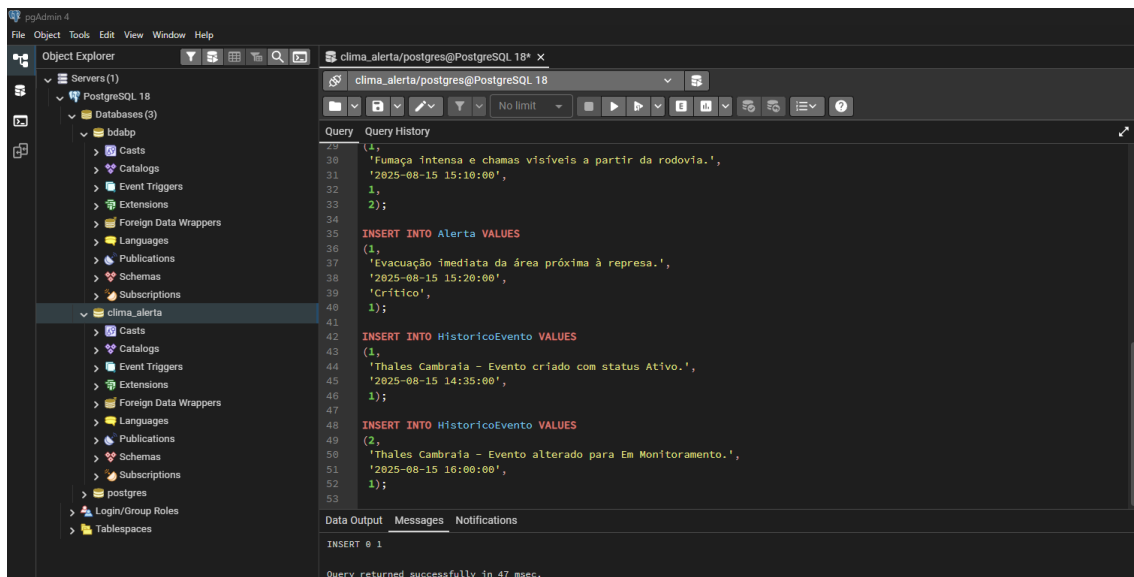 pgAdmin 4
File Object Tools Edit View Window Help
Object Explorer
Servers (1)
PostgreSQL 18
Databases (3)
bdabp
Casts
Catalogs
Event Triggers
Extensions
Foreign Data Wrappers
Languages
Publications
Schemas
Subscriptions
clima_alerta
Casts
Catalogs
Event Triggers
Extensions
Foreign Data Wrappers
Languages
Publications
Schemas
Subscriptions
postgres
Login/Group Roles
Tablespaces
clima_alerta/postgres@PostgreSQL 18*
clima_alerta/postgres@PostgreSQL 18
No limit
E
Query Query History
29 (1,
30 'Fumaça intensa e chamas visíveis a partir da rodovia.',
31 '2025-08-15 15:10:00',
32 1,
33 2);
34
35 INSERT INTO Alerta VALUES
36 (1,
37 'Evacuação imediata da área próxima à represa.',
38 '2025-08-15 15:20:00',
39 'Crítico',
40 1);
41
42 INSERT INTO HistoricoEvento VALUES
43 (1,
44 'Thales Cambraia - Evento criado com status Ativo.',
45 '2025-08-15 14:35:00',
46 1);
47
48 INSERT INTO HistoricoEvento VALUES
49 (2,
50 'Thales Cambraia - Evento alterado para Em Monitoramento.',
51 '2025-08-15 16:00:00',
52 1);
53
Data Output Messages Notifications
INSERT 0 1
Query returned successfully in 47 msec.